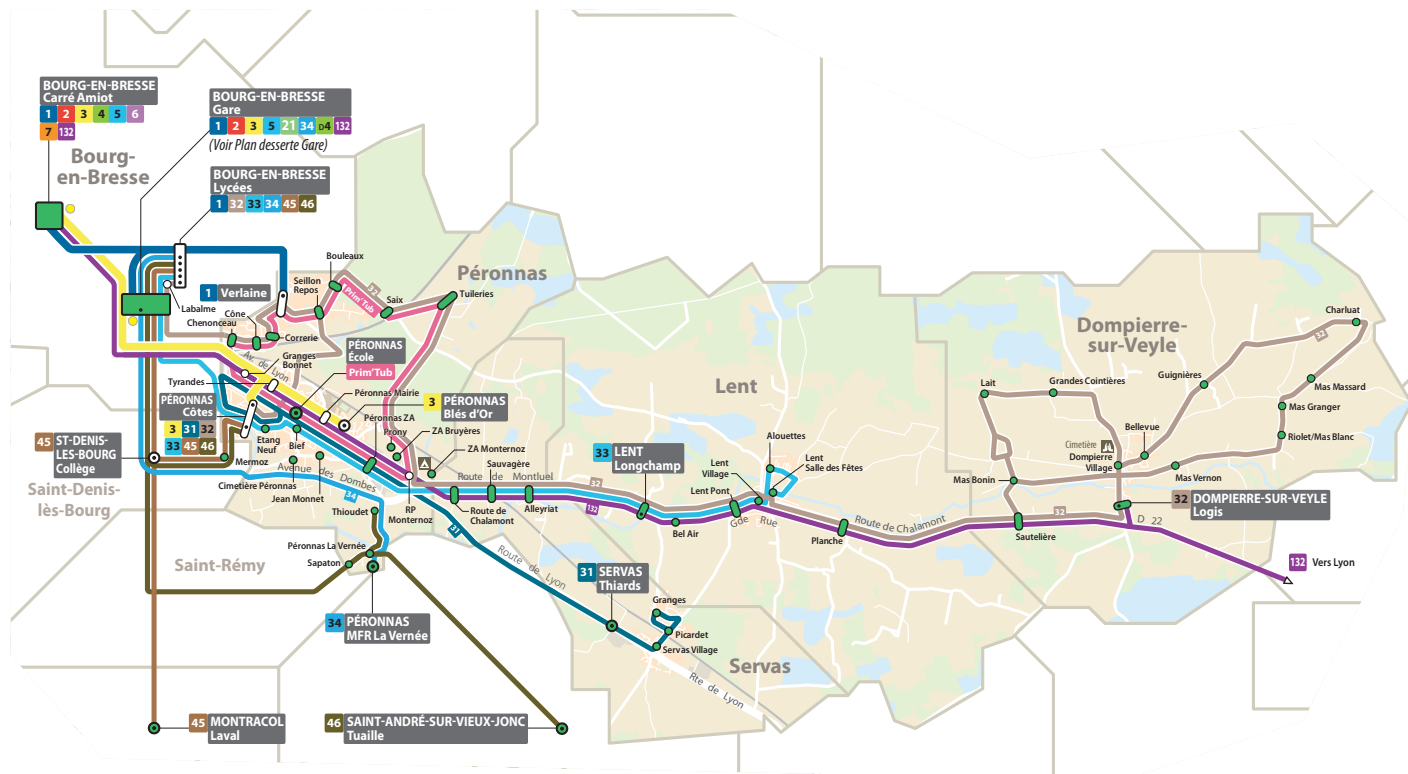 BOURG-EN-BRESSE
Carré Amiot
1 2 3 4 5 6
7 132
BOURG-EN-BRESSE
Gare
1 2 3 5 21 34 D4 132
(Voir Plan desserte Gare)
Bourg-
en-Bresse
BOURG-EN-BRESSE
Lycées
1 32 33 34 45 46
Péronnas
Bouleaux
32
Prim'Tub
Seillon
Repos
Saix
Tuileries
1 Verlaine
Labalme
Cône
Chenonceau
Correrie
Av. de Lyon
PÉRONNAS
École
Prim'Tub
Granges
Bonnet
Tyrandes
Péronnas Mairie
3 PÉRONNAS
Blés d'Or
PÉRONNAS
Côtes
3 31 32
33 45 46
Péronnas ZA
Prony
ZA Bruyères
ZA Monternoz
Etang
Neuf
Bief
Mermoz
45 ST-DENIS-
LES-BOURG
Collège
Saint-Denis-
lès-Bourg
Cimetière Péronnas
Jean Monnet
Avenue des Dombes
34
RP
Monternoz
Route de Montluel
Sauvagère
Route de
Chalamont
Alleyriat
32
132
33 LENT
Longchamp
Lent
Bel Air
Lent Pont
Lent
Village
Alouettes
Lent
Salle des Fêtes
Gde Rue
Planche
Route de Chalamont
Dompierre-
sur-Veyle
Charluat
32
Guignières
Mas Massard
Mas Granger
Riolet/Mas Blanc
Lait
Grandes Cointières
Bellevue
Cimetière
Dompierre
Village
Mas Vernon
Mas Bonin
32 DOMPIERRE-SUR-VEYLE
Logis
32
Sautelière
D 22
132 Vers Lyon
Thioudet
Péronnas La Vernée
Sapaton
Saint-Rémy
34 PÉRONNAS
MFR La Vernée
31
Route de Lyon
31 SERVAS
Thiards
Granges
Picardet
Servas Village
Servas
Rte de Lyon
45 MONTRACOL
Laval
46 SAINT-ANDRÉ-SUR-VIEUX-JONC
Tuaille